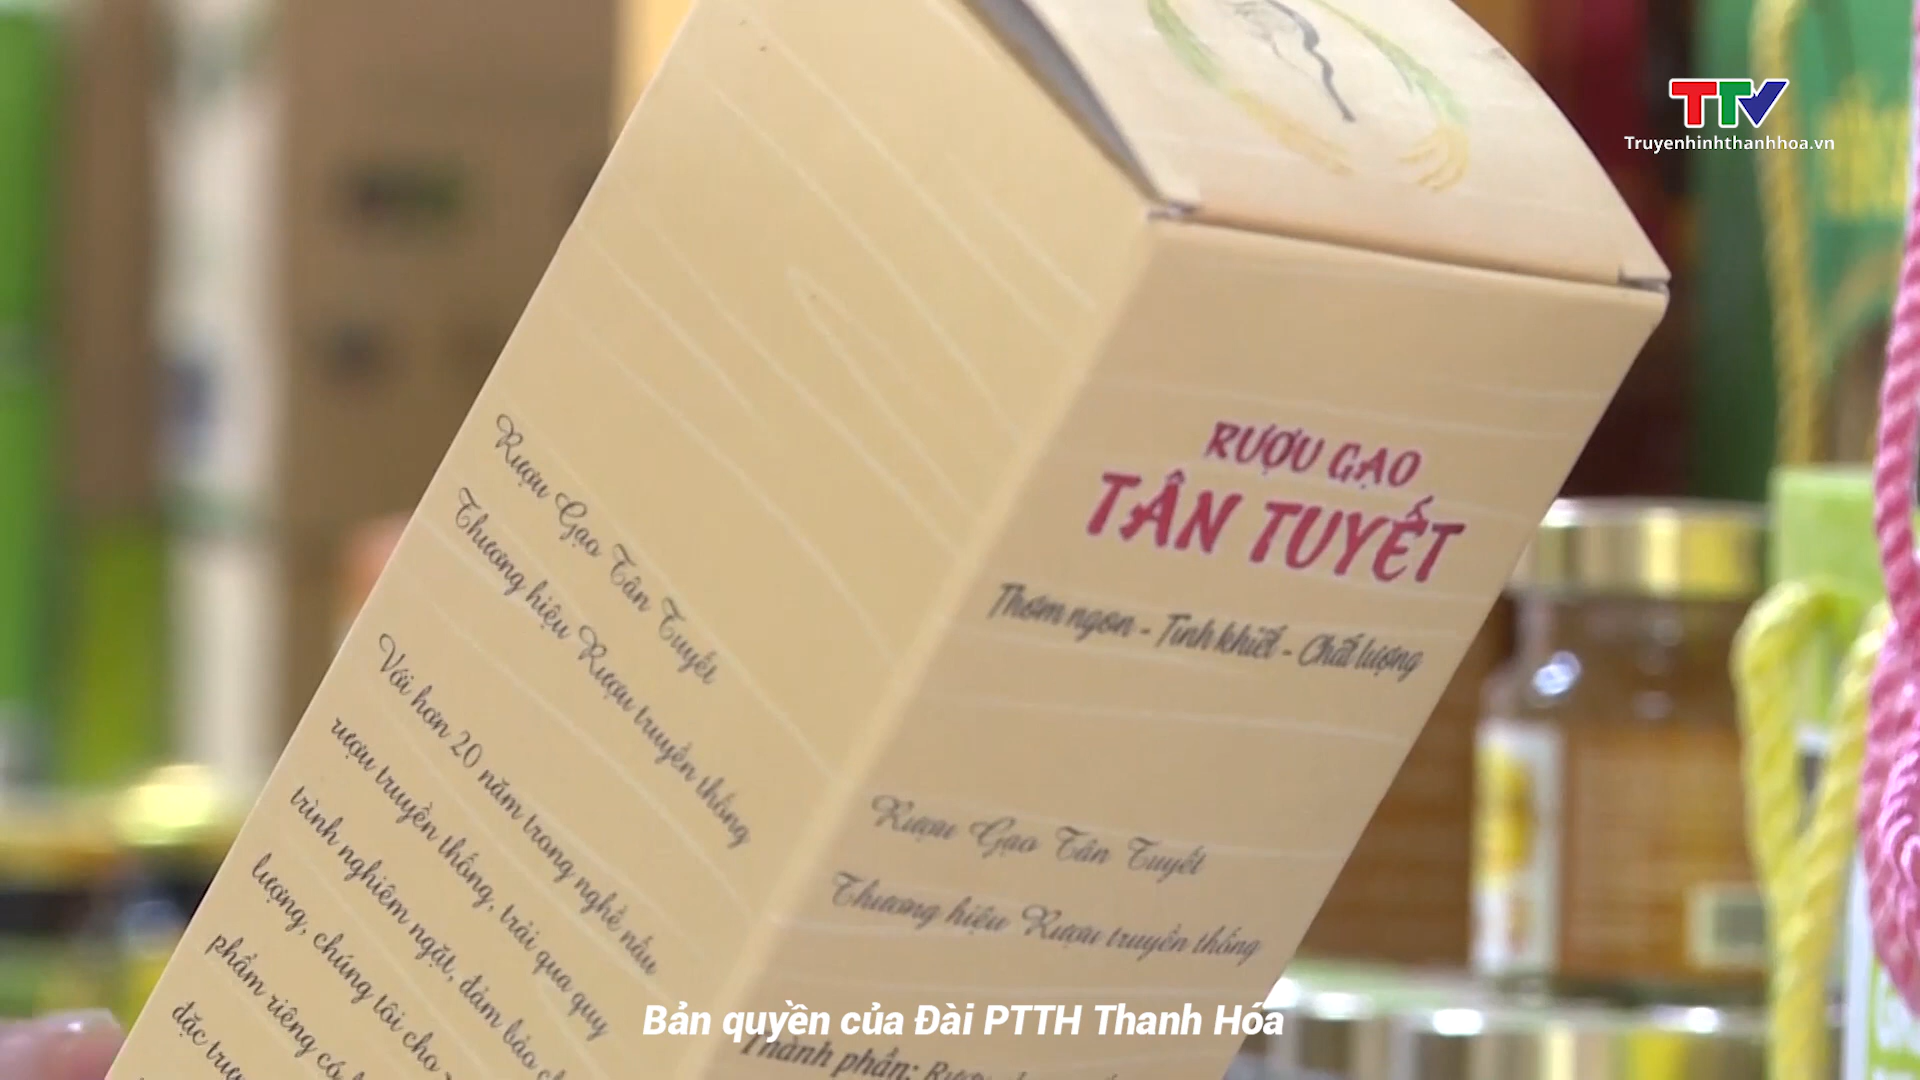 TTV
Truyenhinhthanhhoa.vn
RƯỢU GẠO
TÂN TUYẾT
Thơm ngon - Tinh khiết - Chất lượng
Rượu Gạo Tân Tuyết
Thương hiệu Rượu truyền thống
Thành phần: Rượu
Rượu Gạo Tân Tuyết
Thương hiệu Rượu truyền thống
Với hơn 20 năm trong nghề nấu
rượu truyền thống, trải qua quy
trình nghiêm ngặt, đảm bảo
lượng, chúng tôi cho
phẩm riêng có
đặc
Bản quyền của Đài PTTH Thanh Hóa